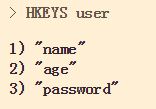 > HKEYS user
1) "name"
2) "age"
3) "password"